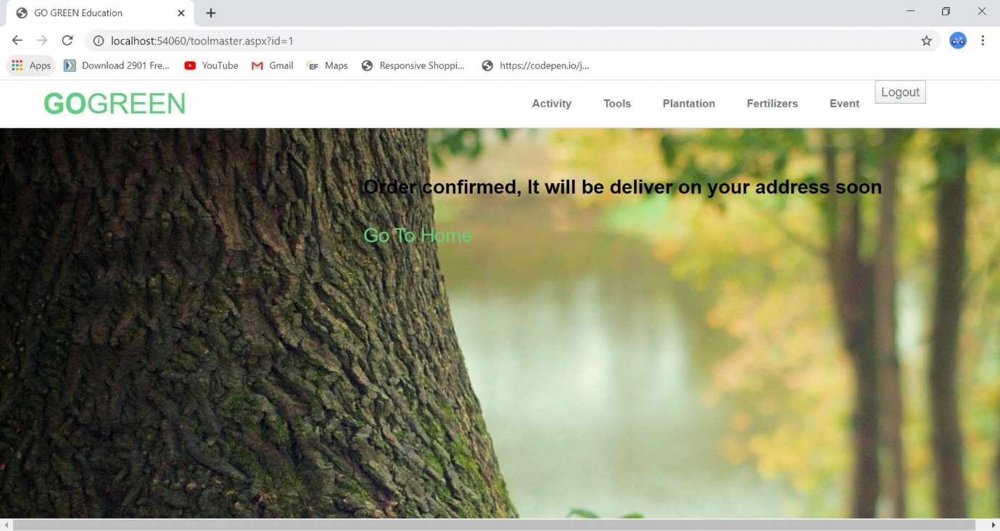 GO GREEN Education
localhost:54060/toolmaster.aspx?id=1
Apps Download 2901 Fre... YouTube Gmail EF Maps Responsive Shoppi... https://codepen.io/j...
GOGREEN Activity Tools Plantation Fertilizers Event Logout
Order confirmed, It will be deliver on your address soon
Go To Home